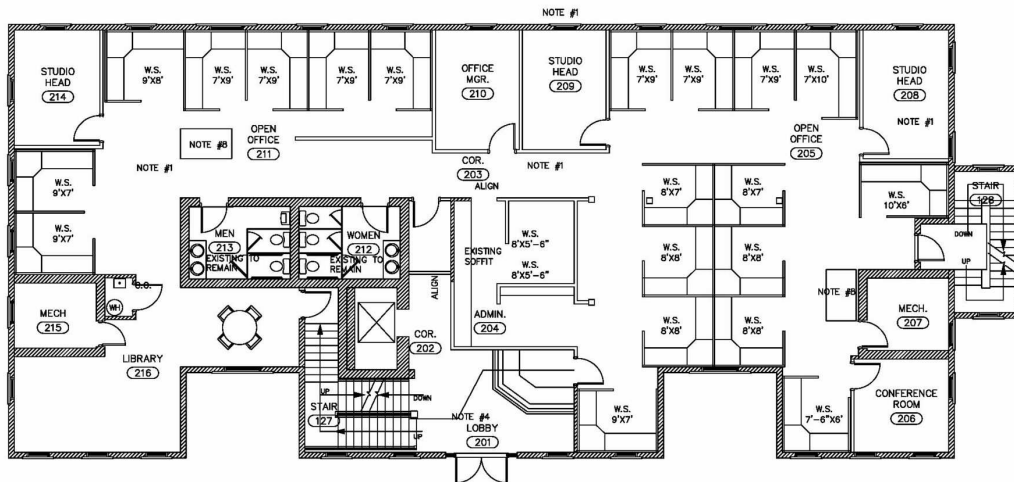 NOTE #1
STUDIO
HEAD
214
W.S.
9'X8'
W.S.
7'X9'
W.S.
7'X9'
W.S.
7'X9'
W.S.
7'X9'
OFFICE
MGR.
210
STUDIO
HEAD
209
W.S.
7'X9'
W.S.
7'X9'
W.S.
7'X9'
W.S.
7'X10'
STUDIO
HEAD
208
NOTE #1
NOTE #8
OPEN
OFFICE
211
OPEN
OFFICE
205
NOTE #1
COR.
203
NOTE #1
ALIGN
W.S.
9'X7'
W.S.
9'X7'
W.S.
8'X7'
W.S.
8'X7'
W.S.
10'X6'
STAIR
128
DOWN
UP
MEN
213
EXISTING TO
REMAIN
WOMEN
212
EXISTING TO
REMAIN
EXISTING
SOFFIT
W.S.
8'X5'-6"
W.S.
8'X5'-6"
W.S.
8'X8'
W.S.
8'X8'
ALIGN
NOTE #8
MECH
215
WH
ADMIN.
204
W.S.
8'X8'
W.S.
8'X8'
MECH.
207
LIBRARY
216
COR.
202
UP
DOWN
STAIR
127
UP
NOTE #4
LOBBY
201
W.S.
9'X7'
W.S.
7'-6"X6'
CONFERENCE
ROOM
206